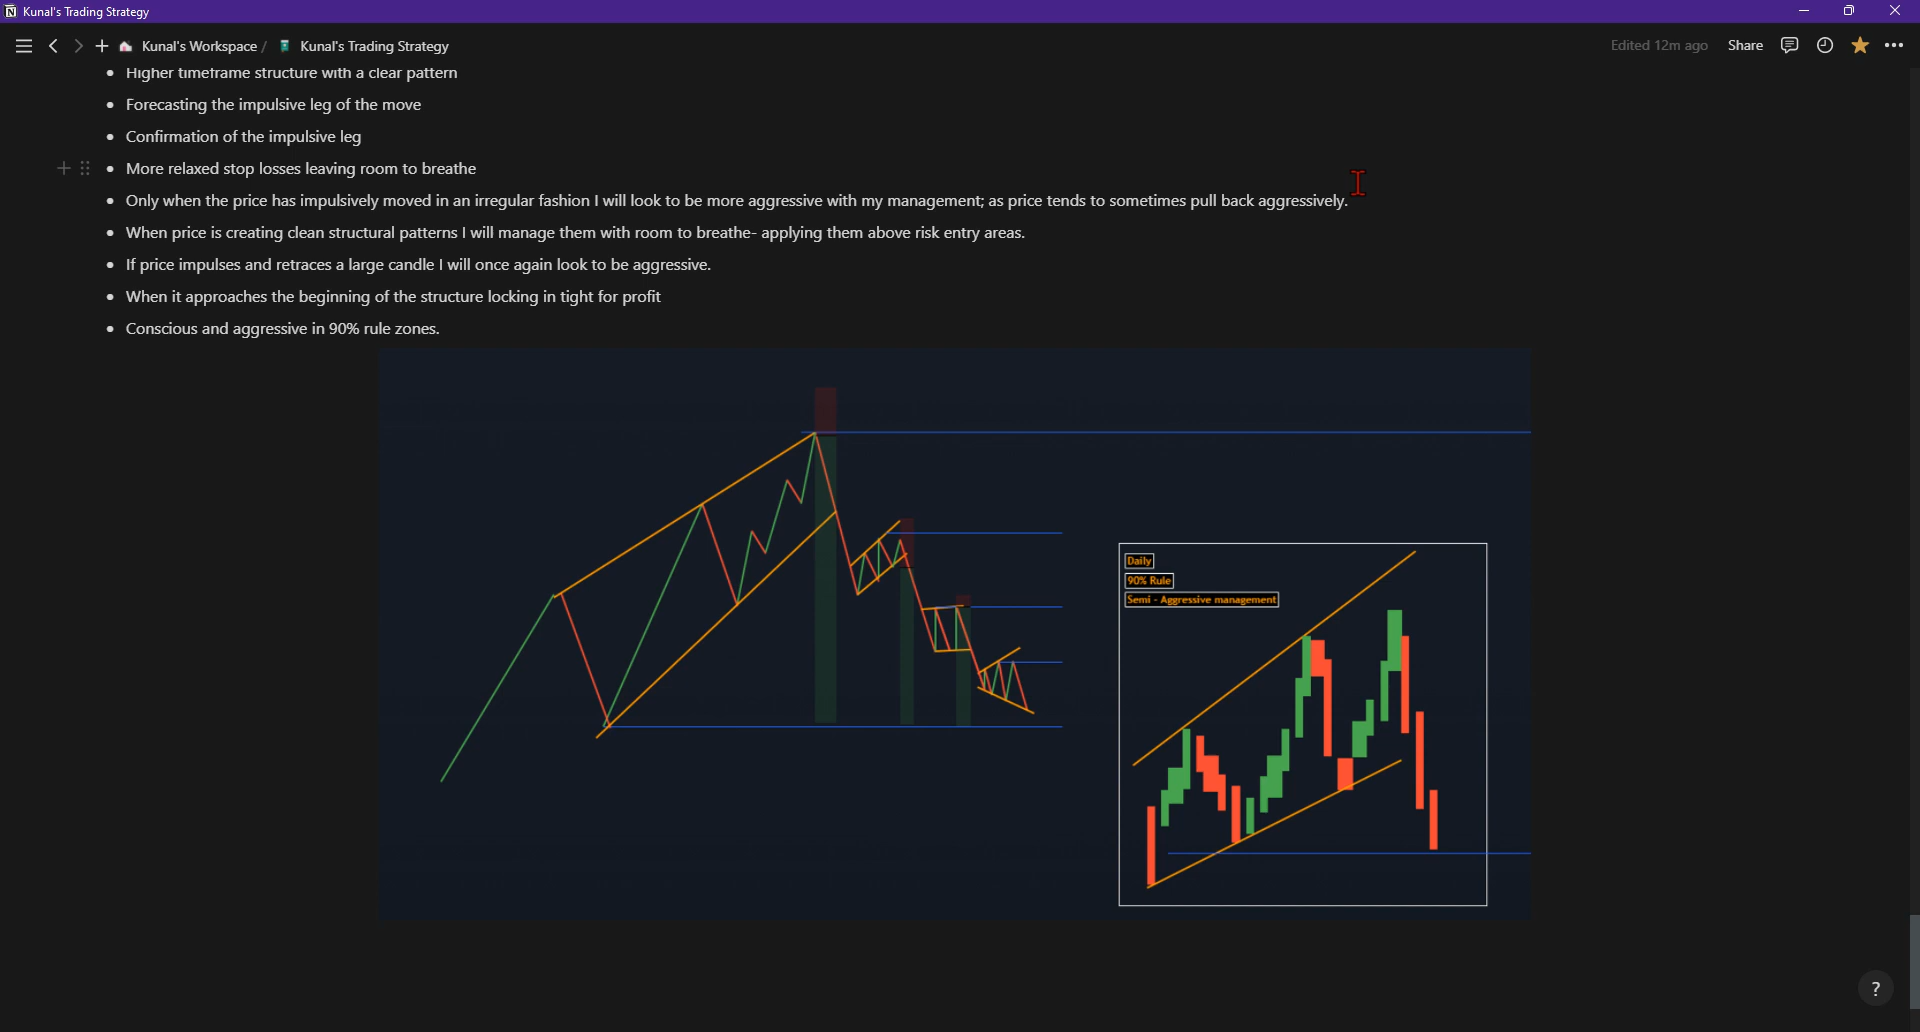 Kunal's Trading Strategy
Kunal's Workspace / Kunal's Trading Strategy
Edited 12m ago Share
Higher timeframe structure with a clear pattern
Forecasting the impulsive leg of the move
Confirmation of the impulsive leg
More relaxed stop losses leaving room to breathe
Only when the price has impulsively moved in an irregular fashion I will look to be more aggressive with my management; as price tends to sometimes pull back aggressively.
When price is creating clean structural patterns I will manage them with room to breathe- applying them above risk entry areas.
If price impulses and retraces a large candle I will once again look to be aggressive.
When it approaches the beginning of the structure locking in tight for profit
Conscious and aggressive in 90% rule zones.
Daily
90% Rule
Semi - Aggressive management
?